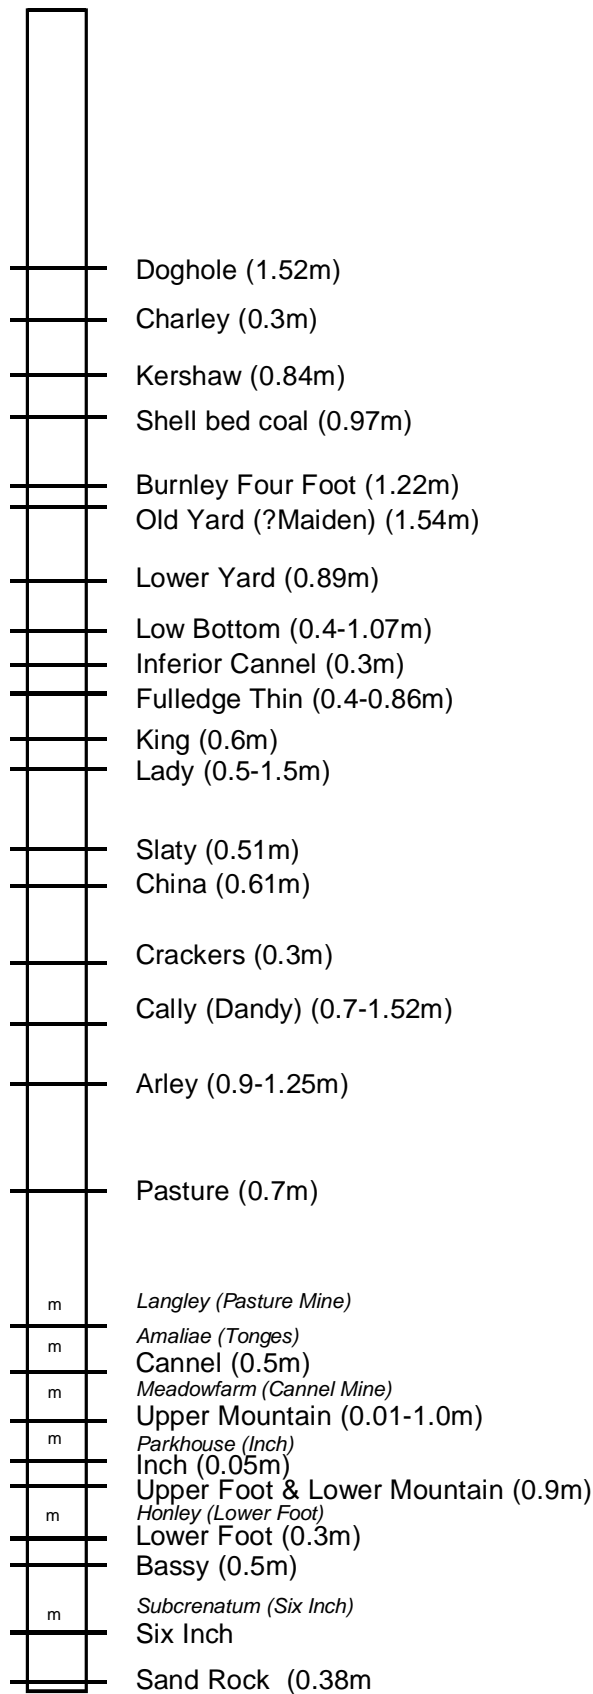 Doghole (1.52m)
Charley (0.3m)
Kershaw (0.84m)
Shell bed coal (0.97m)
Burnley Four Foot (1.22m)
Old Yard (?Maiden) (1.54m)
Lower Yard (0.89m)
Low Bottom (0.4-1.07m)
Inferior Cannel (0.3m)
Fulledge Thin (0.4-0.86m)
King (0.6m)
Lady (0.5-1.5m)
Slaty (0.51m)
China (0.61m)
Crackers (0.3m)
Cally (Dandy) (0.7-1.52m)
Arley (0.9-1.25m)
Pasture (0.7m)
m Langley (Pasture Mine)
m Amaliae (Tonges)
Cannel (0.5m)
m Meadowfarm (Cannel Mine)
Upper Mountain (0.01-1.0m)
m Parkhouse (Inch)
Inch (0.05m)
Upper Foot & Lower Mountain (0.9m)
m Honley (Lower Foot)
Lower Foot (0.3m)
Bassy (0.5m)
m Subcrenatum (Six Inch)
Six Inch
Sand Rock (0.38m